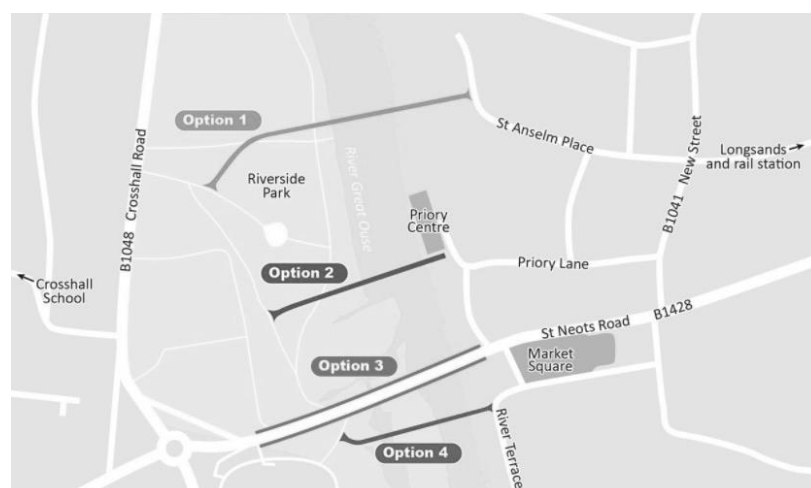 Option 1
St Anselm Place
Longsands
and rail station
B1041 New Street
B1048 Crosshall Road
Riverside
Park
River Great Ouse
Priory
Centre
Priory Lane
Option 2
Crosshall
School
St Neots Road
B1428
Option 3
Market
Square
River Terrace
Option 4